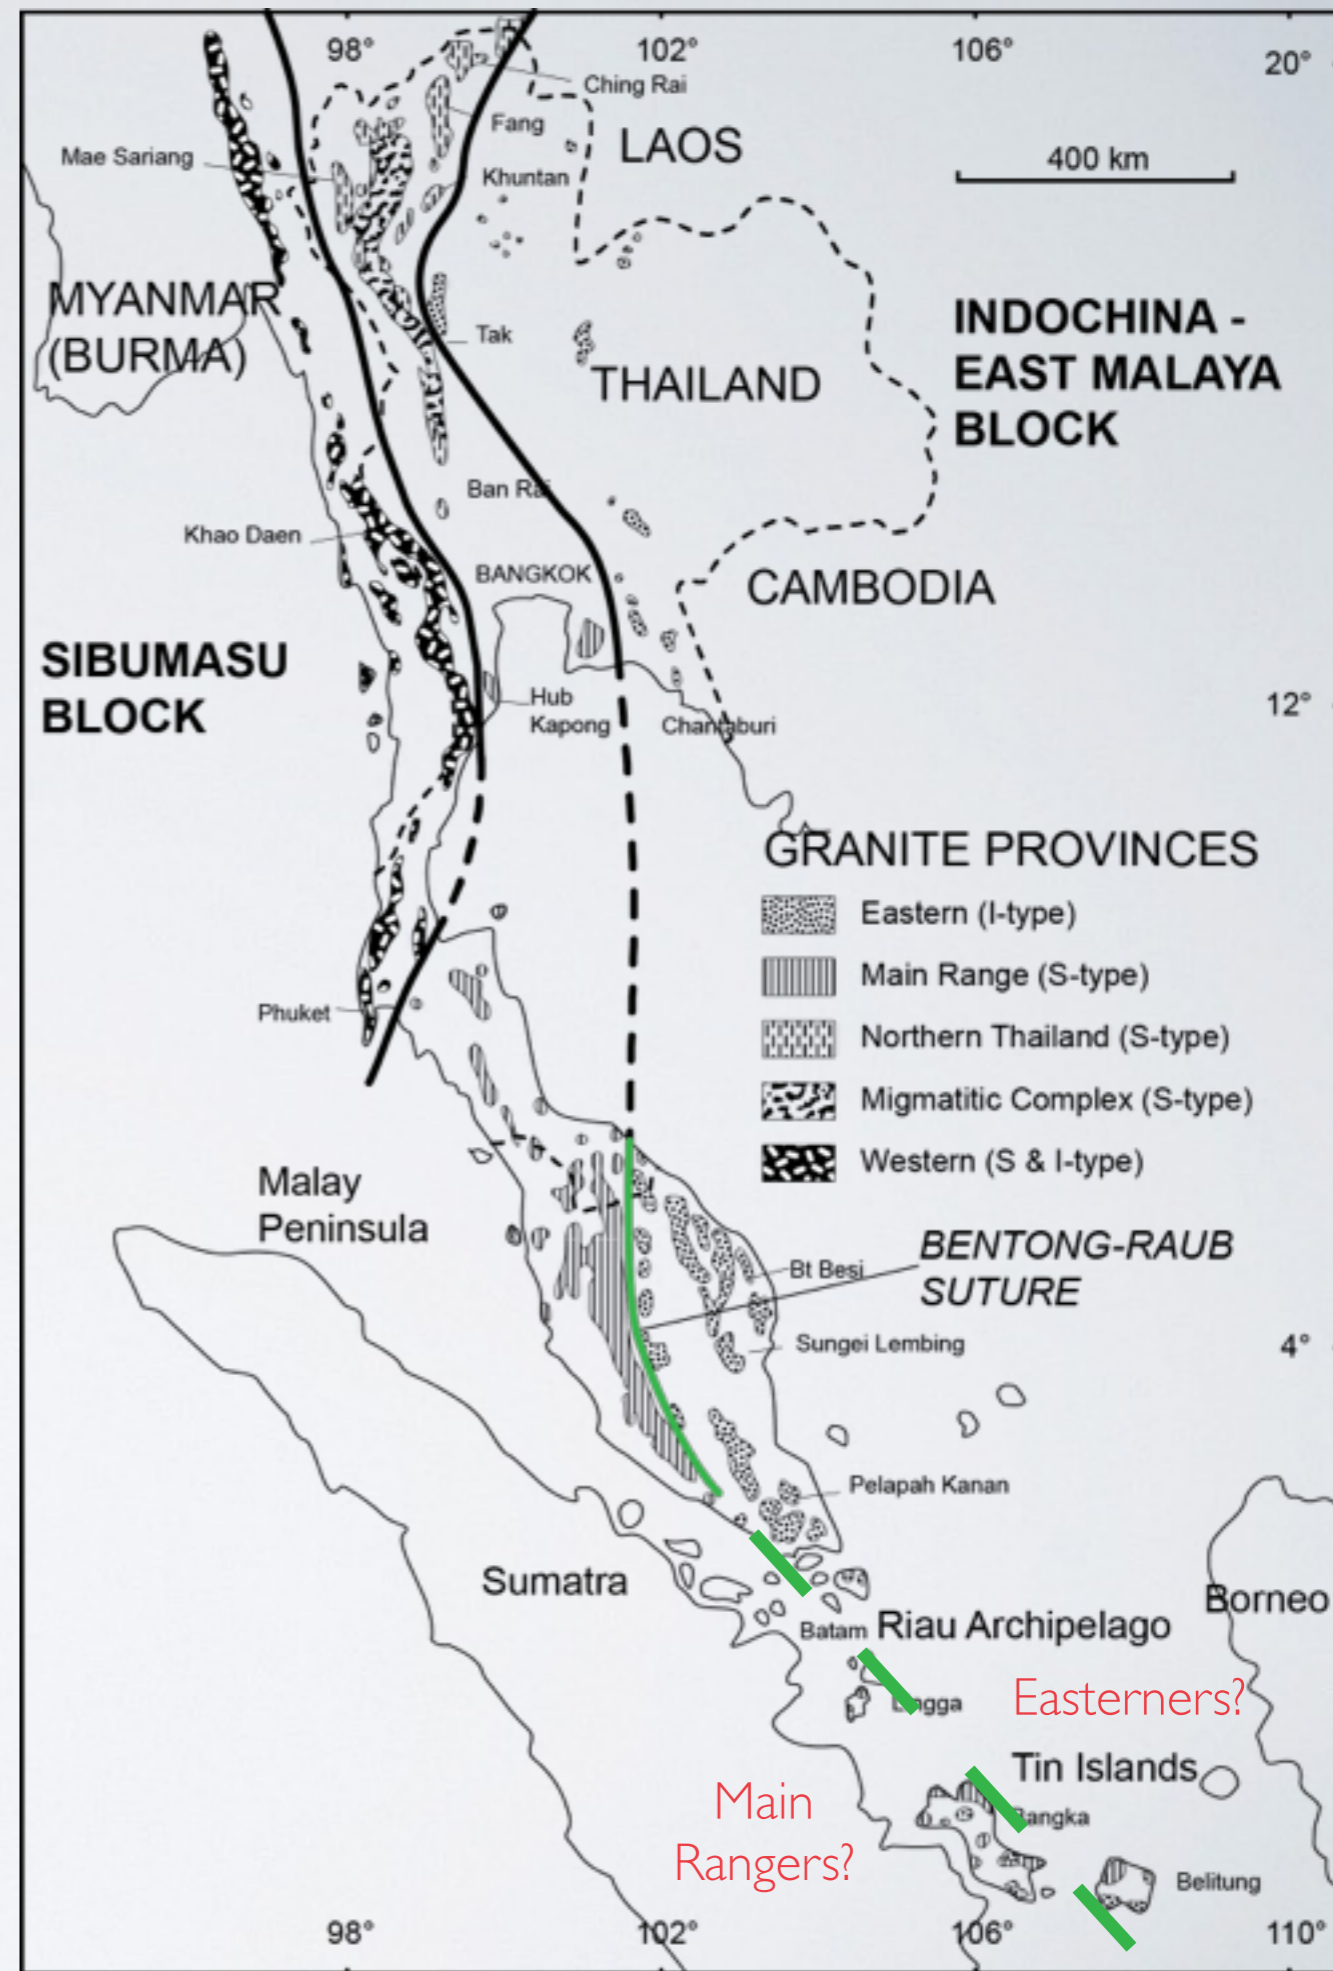 98°
102°
106°
20°
Ching Rai
Fang
LAOS
400 km
Mae Sariang
Khuntan
MYANMAR
(BURMA)
INDOCHINA -
EAST MALAYA
BLOCK
Tak
THAILAND
Ban Rai
Khao Daen
BANGKOK
CAMBODIA
SIBUMASU
BLOCK
Hub
Kapong
Chantaburi
12°
GRANITE PROVINCES
Eastern (I-type)
Main Range (S-type)
Northern Thailand (S-type)
Migmatitic Complex (S-type)
Western (S & I-type)
Phuket
Malay
Peninsula
BENTONG-RAUB
SUTURE
Bt Besi
Sungei Lembing
4°
Pelapah Kanan
Sumatra
Borneo
Batam
Riau Archipelago
Lingga
Easterners?
Tin Islands
Main
Rangers?
Bangka
Belitung
98°
102°
106°
110°